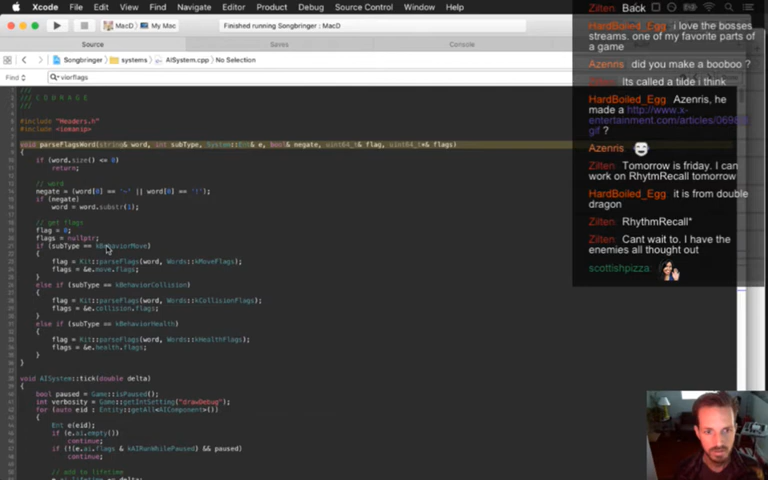 Xcode File Edit View Find Navigate Editor Product Debug Source Control Window Help
MacD My Mac
Finished running Songbringer : MacD
Source Saves Console
Songbringer systems AISystem.cpp No Selection
Find viorflags
///
/// C O U R A G E
///
#include "Headers.h"
#include <iomanip>
void parseFlagsWord(string& word, int subType, System::Ent& e, bool& negate, uint64_t& flag, uint64_t*& flags)
{
if (word.size() <= 0)
return;
// word
negate = (word[0] == '~' || word[0] == '!');
if (negate)
word = word.substr(1);
// get flags
flag = 0;
flags = nullptr;
if (subType == kBehaviorMove)
{
flag = Kit::parseFlags(word, Words::kMoveFlags);
flags = &e.move.flags;
}
else if (subType == kBehaviorCollision)
{
flag = Kit::parseFlags(word, Words::kCollisionFlags);
flags = &e.collision.flags;
}
else if (subType == kBehaviorHealth)
{
flag = Kit::parseFlags(word, Words::kHealthFlags);
flags = &e.health.flags;
}
}
void AISystem::tick(double delta)
{
bool paused = Game::isPaused();
int verbosity = Game::getIntSetting("drawDebug");
for (auto eid : Entity::getAll<AIComponent>())
{
Ent e(eid);
if (e.empty())
continue;
if (!(e.ai.flags & kAIRunWhilePaused) && paused)
continue;
// add to lifetime
Zilten: Back
HardBoiled_Egg: i love the bosses
streams. one of my favorite parts of
a game
Azenris: did you make a booboo ?
Zilten: Its called a tilde i think
HardBoiled_Egg: Azenris, he
made a http://www.x-
entertainment.com/articles/0698
gif ?
Azenris:
Zilten: Tomorrow is friday. I can
work on RhytmRecall tomorrow
HardBoiled_Egg: it is from double
dragon
Zilten: RhythmRecall*
Zilten: Cant wait to. I have the
enemies all thought out
scottishpizza: